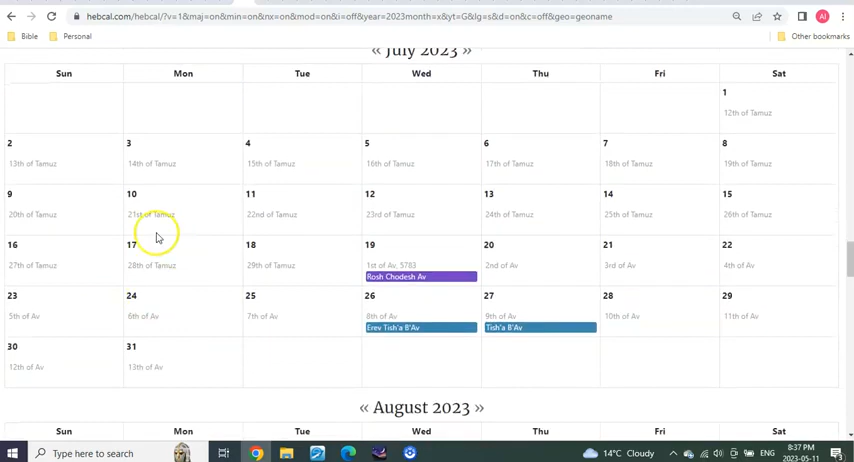 hebcal.com/hebcal/?v=1&maj=on&min=on&nx=on&mod=on&i=off&year=2023month=x&yt=G&lg=s&d=on&c=off&geo=geoname
AI
Bible
Personal
Other bookmarks
« July 2023 »
Sun Mon Tue Wed Thu Fri Sat
1
12th of Tamuz
2 3 4 5 6 7 8
13th of Tamuz 14th of Tamuz 15th of Tamuz 16th of Tamuz 17th of Tamuz 18th of Tamuz 19th of Tamuz
9 10 11 12 13 14 15
20th of Tamuz 21st of Tamuz 22nd of Tamuz 23rd of Tamuz 24th of Tamuz 25th of Tamuz 26th of Tamuz
16 17 18 19 20 21 22
27th of Tamuz 28th of Tamuz 29th of Tamuz 1st of Av, 5783 2nd of Av 3rd of Av 4th of Av
Rosh Chodesh Av
23 24 25 26 27 28 29
5th of Av 6th of Av 7th of Av 8th of Av 9th of Av 10th of Av 11th of Av
Erev Tish'a B'Av Tish'a B'Av
30 31
12th of Av 13th of Av
« August 2023 »
Sun Mon Tue Wed Thu Fri Sat
Type here to search
14°C Cloudy
ENG
8:37 PM
2023-05-11
3